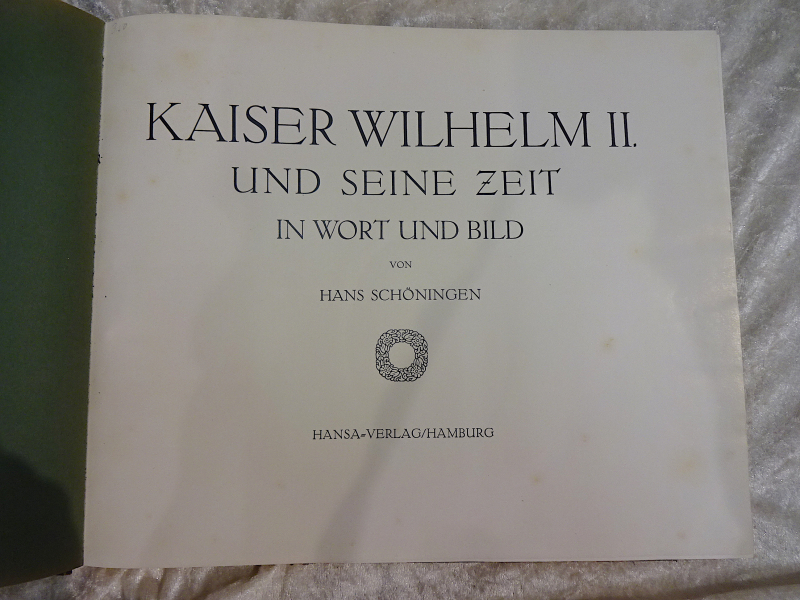 KAISER WILHELM II.
UND SEINE ZEIT
IN WORT UND BILD
VON
HANS SCHÖNINGEN
HANSA=VERLAG/HAMBURG